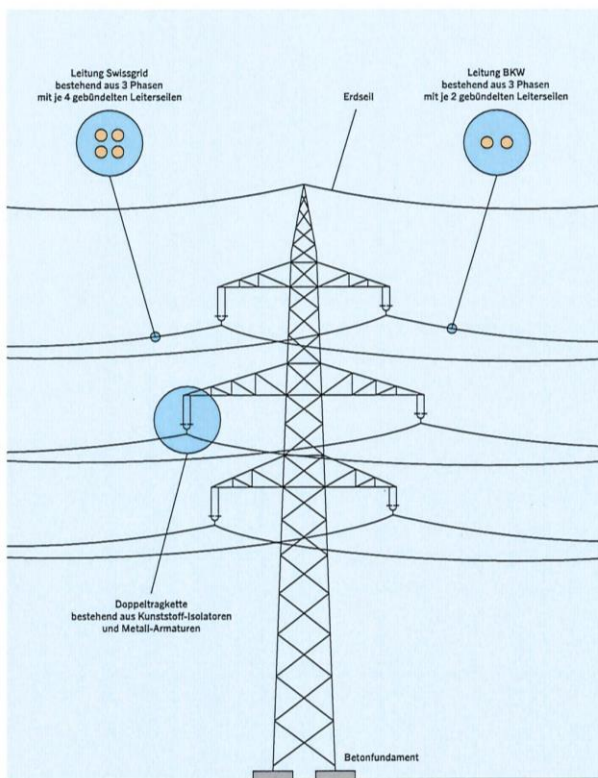 Leitung Swissgrid
bestehend aus 3 Phasen
mit je 4 gebündelten Leiterseilen
Erdseil
Leitung BKW
bestehend aus 3 Phasen
mit je 2 gebündelten Leiterseilen
Doppeltragkette
bestehend aus Kunststoff-Isolatoren
und Metall-Armaturen
Betonfundament